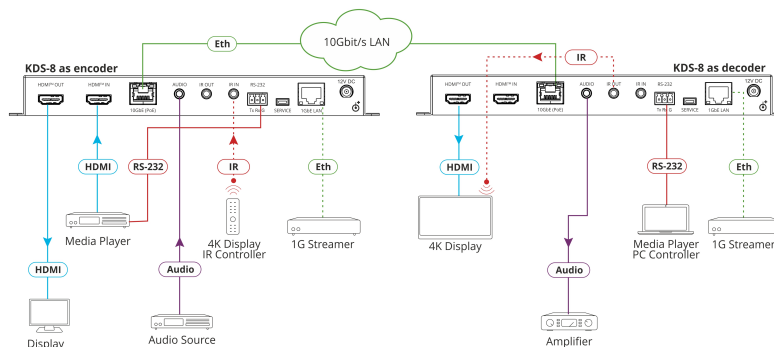 10Gbit/s LAN
Eth
KDS-8 as encoder
HDMI™ OUT
HDMI™ IN
10GbE (PoE)
AUDIO
IR OUT
IR IN
RS-232
Tx Rx G
SERVICE
1GbE LAN
12V DC
HDMI
RS-232
IR
Eth
Media Player
4K Display
IR Controller
1G Streamer
HDMI
Audio
Display
Audio Source
IR
KDS-8 as decoder
HDMI™ OUT
HDMI™ IN
10GbE (PoE)
AUDIO
IR OUT
IR IN
RS-232
Tx Rx G
SERVICE
1GbE LAN
12V DC
HDMI
RS-232
Eth
4K Display
Media Player
PC Controller
1G Streamer
Audio
Amplifier